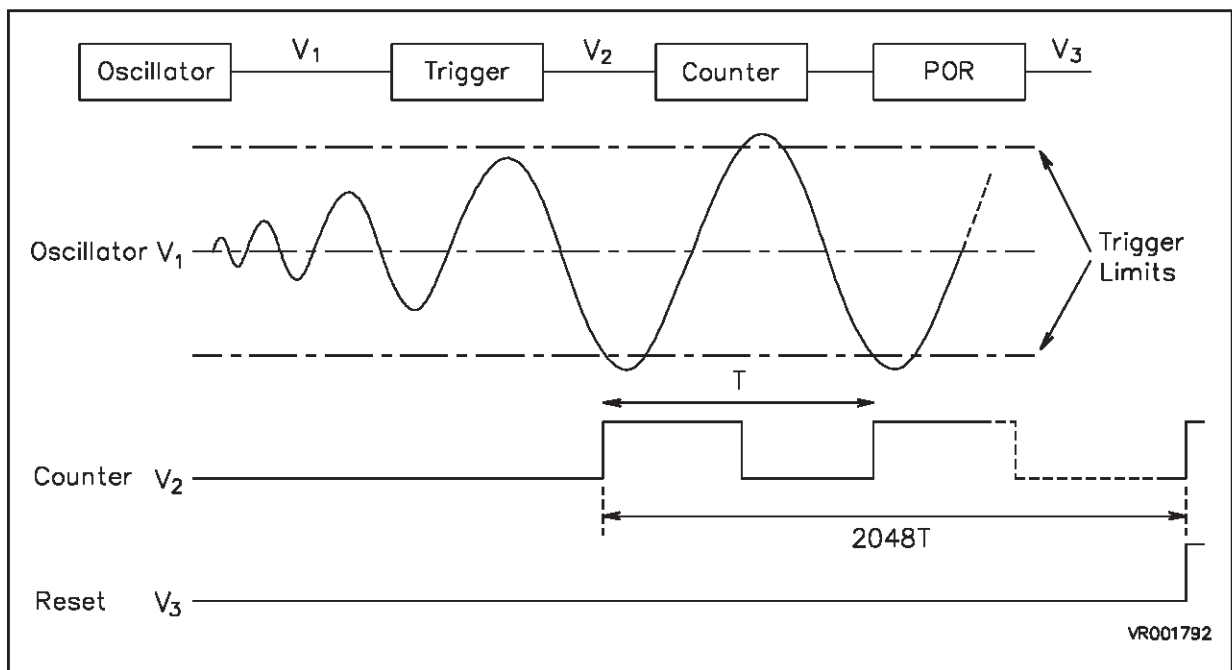 V1 V2 V3
Oscillator Trigger Counter POR
Oscillator V1
Trigger
Limits
T
Counter V2
2048T
Reset V3
VR001792